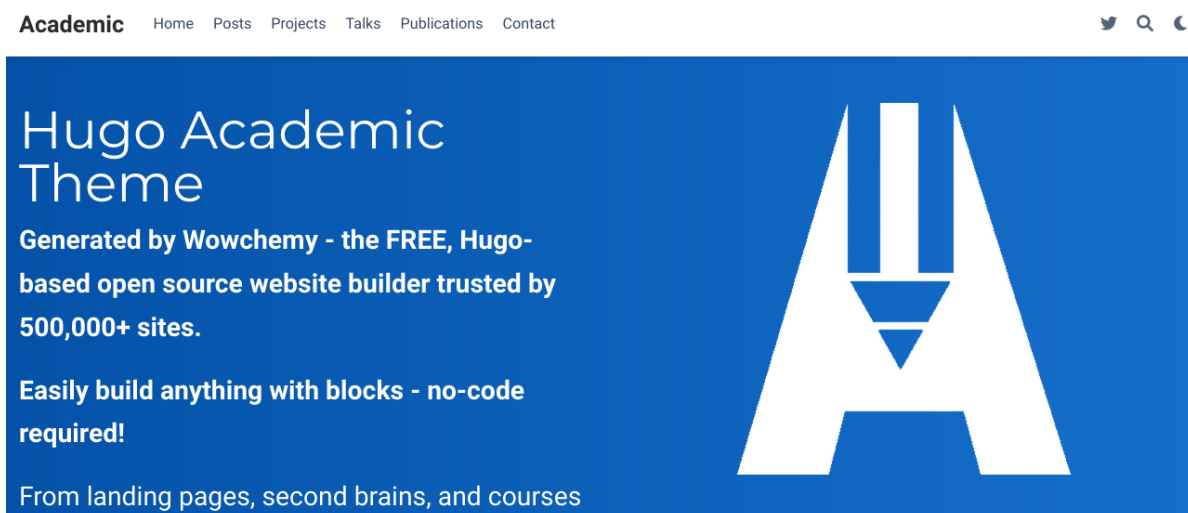 Academic Home Posts Projects Talks Publications Contact
Hugo Academic
Theme
Generated by Wowchemy - the FREE, Hugo-
based open source website builder trusted by
500,000+ sites.
Easily build anything with blocks - no-code
required!
From landing pages, second brains, and courses